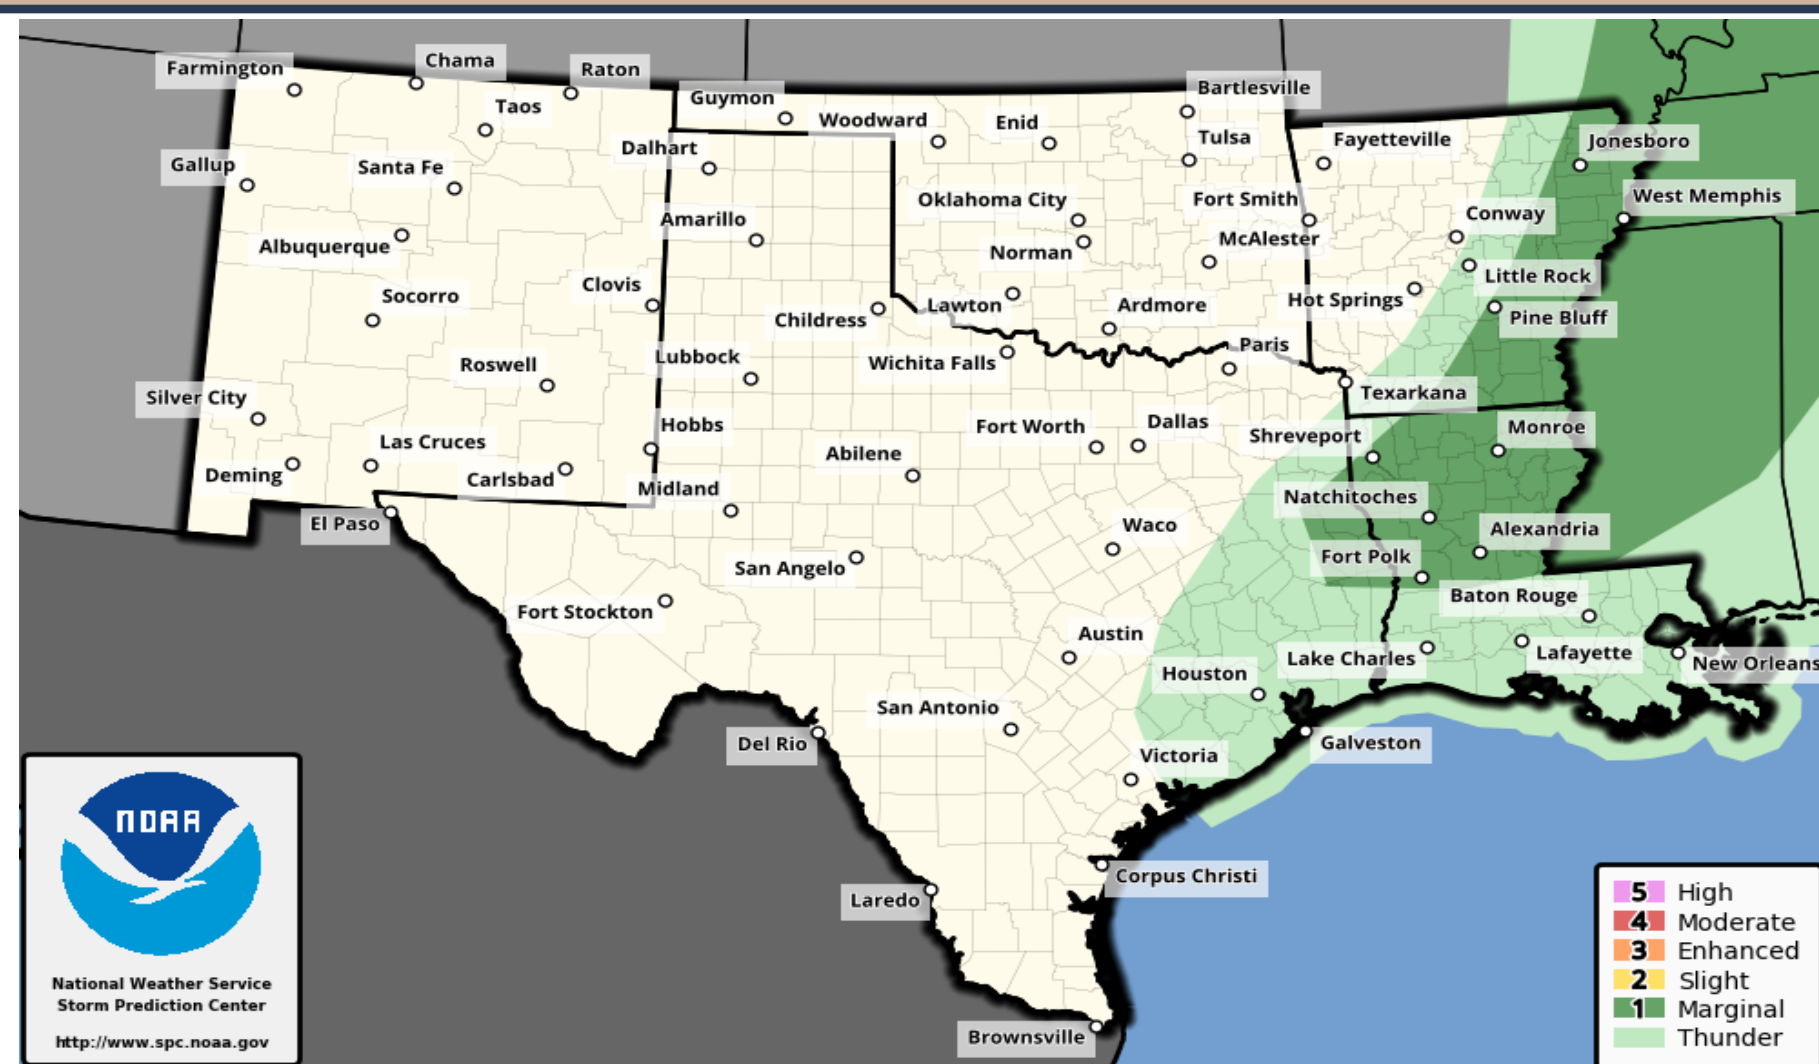 Farmington
Chama
Raton
Taos
Guymon
Woodward
Enid
Bartlesville
Tulsa
Fayetteville
Jonesboro
Gallup
Santa Fe
Dalhart
Oklahoma City
Fort Smith
West Memphis
Albuquerque
Amarillo
Norman
McAlester
Conway
Socorro
Clovis
Childress
Lawton
Ardmore
Hot Springs
Little Rock
Pine Bluff
Roswell
Lubbock
Wichita Falls
Paris
Silver City
Hobbs
Texarkana
Las Cruces
Abilene
Fort Worth
Dallas
Shreveport
Monroe
Deming
Carlsbad
Midland
Natchitoches
El Paso
Waco
Alexandria
San Angelo
Fort Polk
Fort Stockton
Baton Rouge
Austin
Lake Charles
Lafayette
New Orleans
Houston
San Antonio
Del Rio
Galveston
Victoria
Corpus Christi
Laredo
Brownsville
NOAA
National Weather Service
Storm Prediction Center
http://www.spc.noaa.gov
5 High
4 Moderate
3 Enhanced
2 Slight
1 Marginal
Thunder